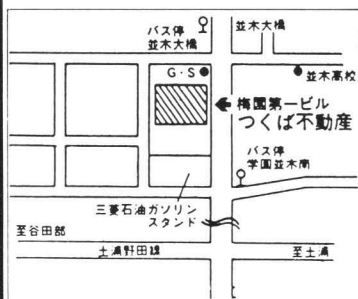 バス停
並木大橋
並木大橋
G・S
並木高校
梅園第一ビル
つくば不動産
バス停
学園並木南
三菱石油ガソリン
スタンド
至谷田部
土浦野田線
至土浦